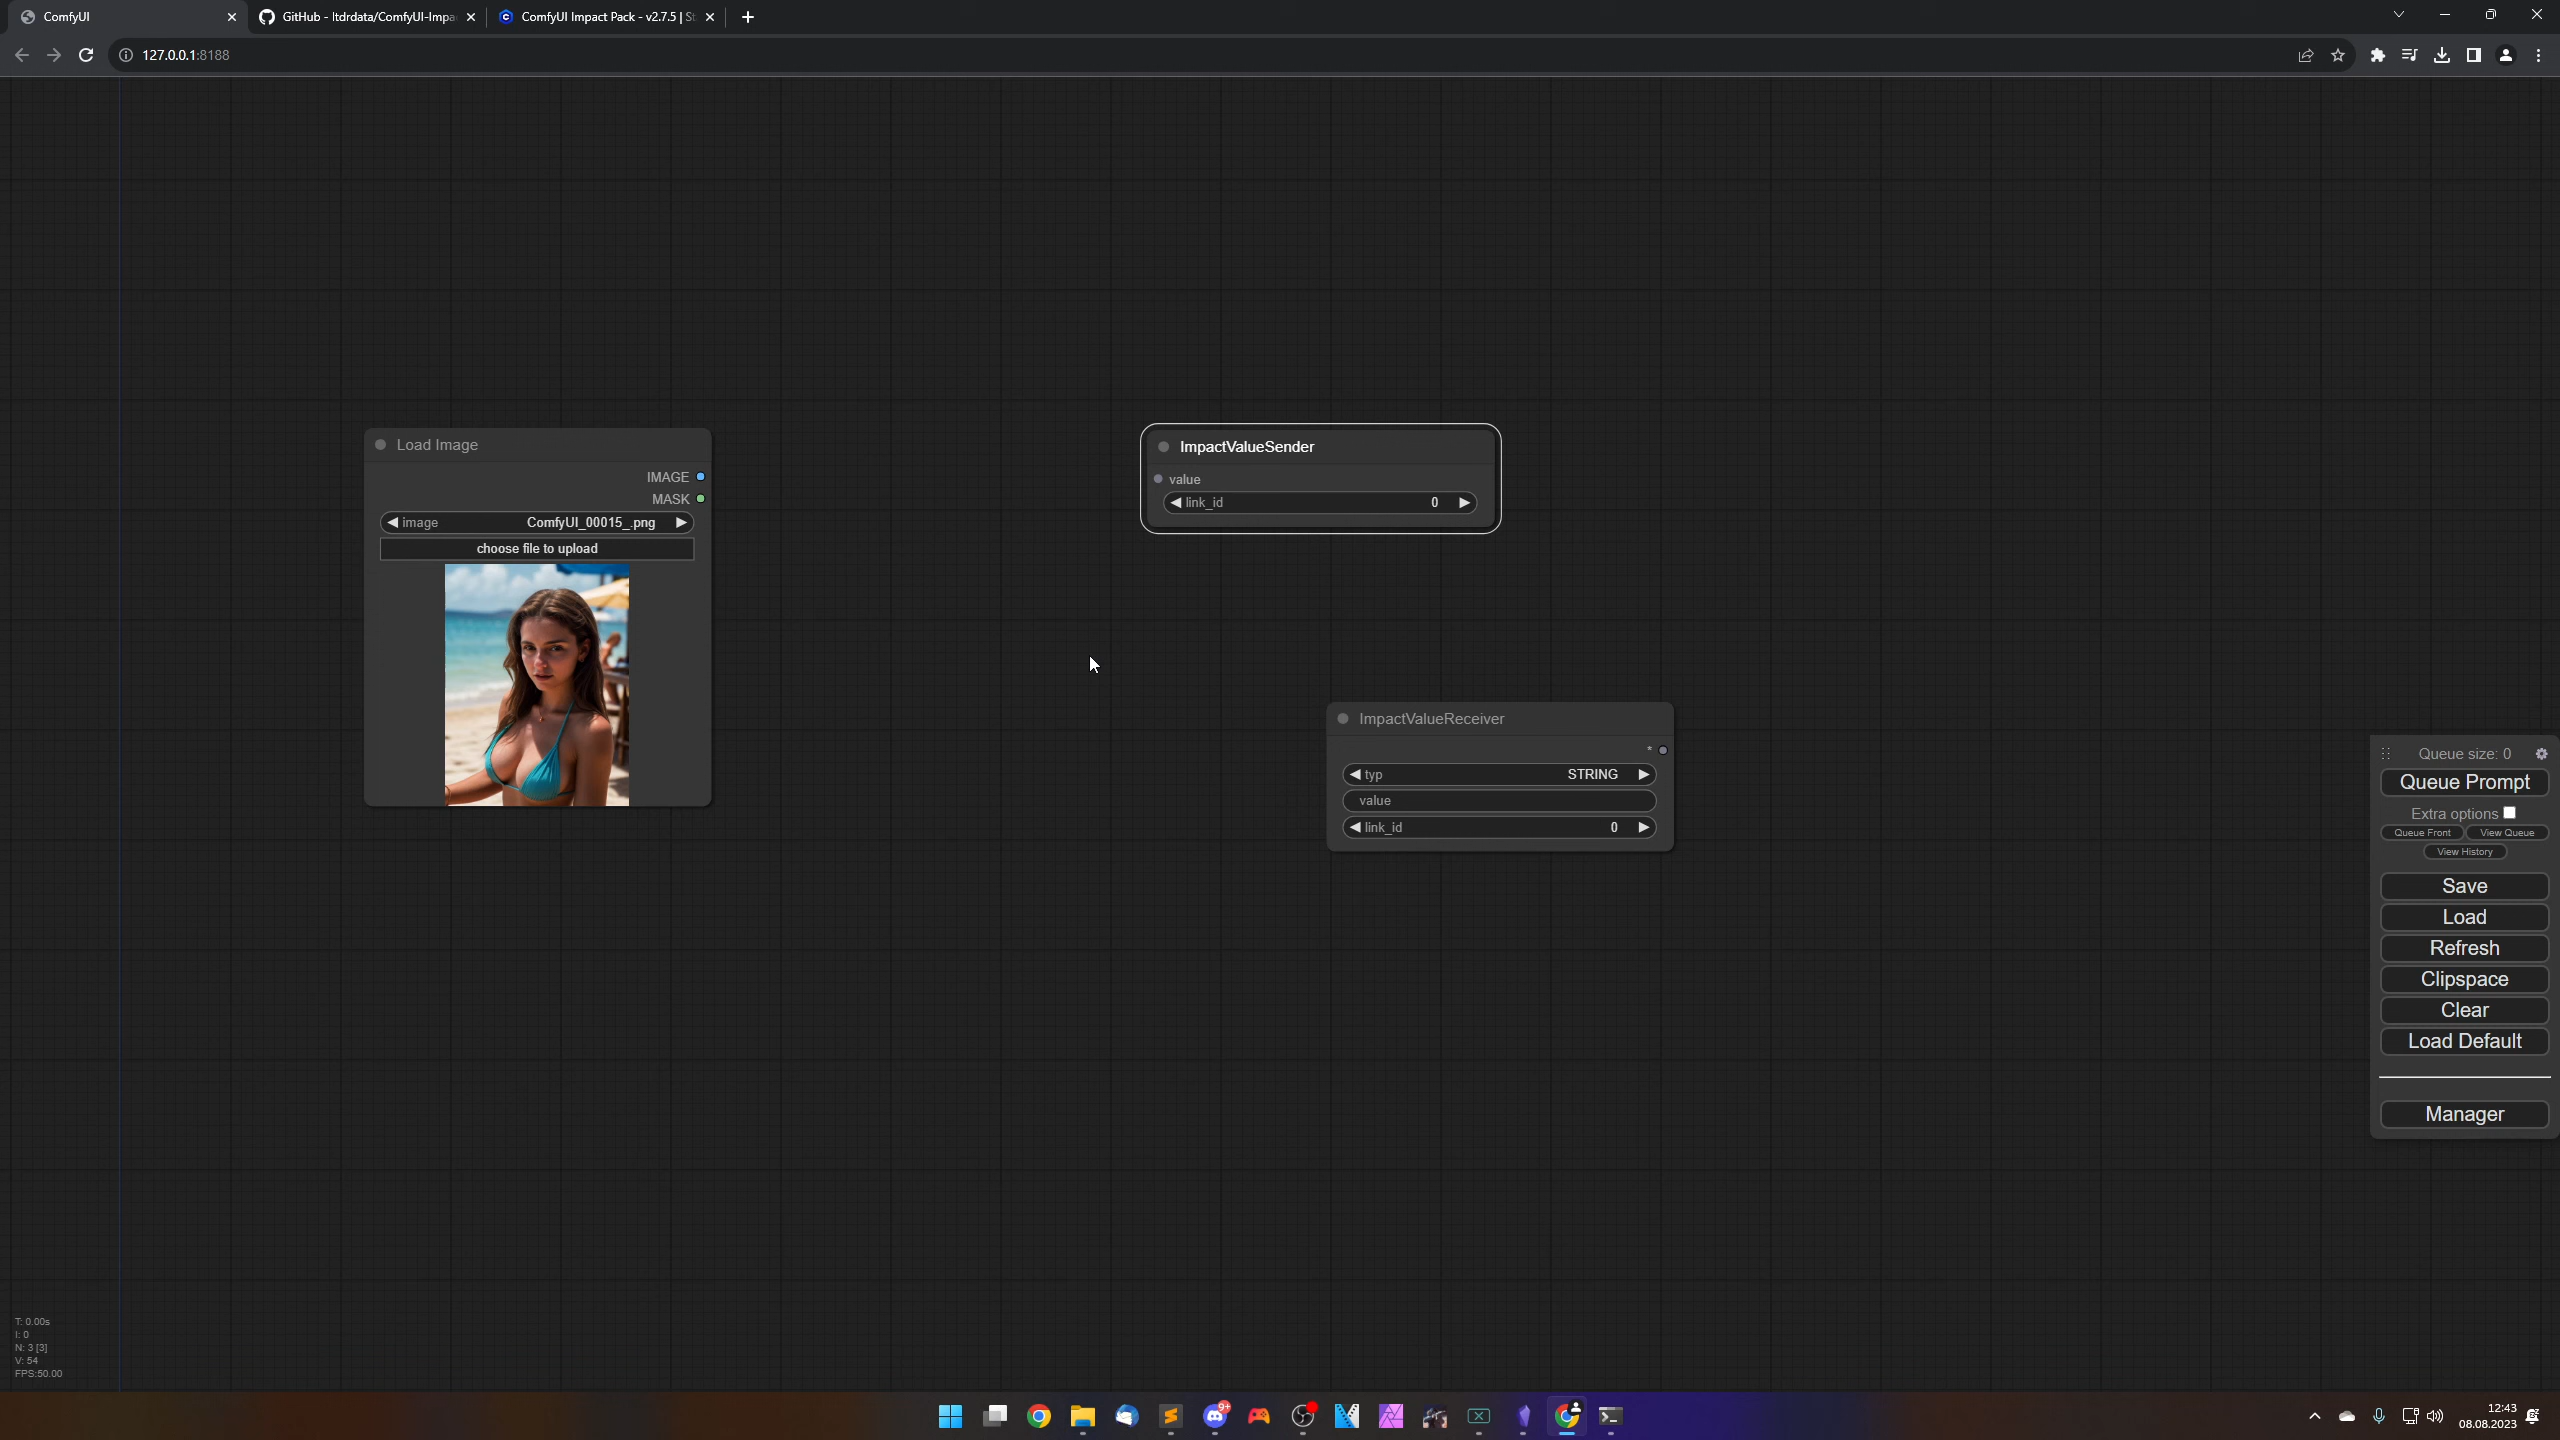 ComfyUI
GitHub - ltdrdata/ComfyUI-Impa
ComfyUI Impact Pack - v2.7.5 | St
127.0.0.1:8188
Load Image
IMAGE
MASK
image ComfyUI_00015_.png
choose file to upload
ImpactValueSender
value
link_id 0
ImpactValueReceiver
*
typ STRING
value
link_id 0
Queue size: 0
Queue Prompt
Extra options
Queue Front View Queue
View History
Save
Load
Refresh
Clipspace
Clear
Load Default
Manager
T: 0.00s
I: 0
N: 3 [3]
V: 54
FPS:50.00
9+
12:43
08.08.2023